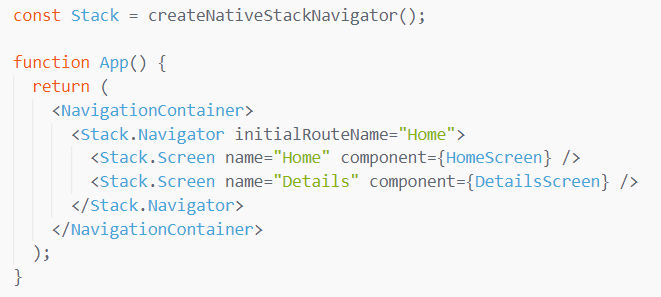 const Stack = createNativeStackNavigator();
function App() {
  return (
    <NavigationContainer>
      <Stack.Navigator initialRouteName="Home">
        <Stack.Screen name="Home" component={HomeScreen} />
        <Stack.Screen name="Details" component={DetailsScreen} />
      </Stack.Navigator>
    </NavigationContainer>
  );
}